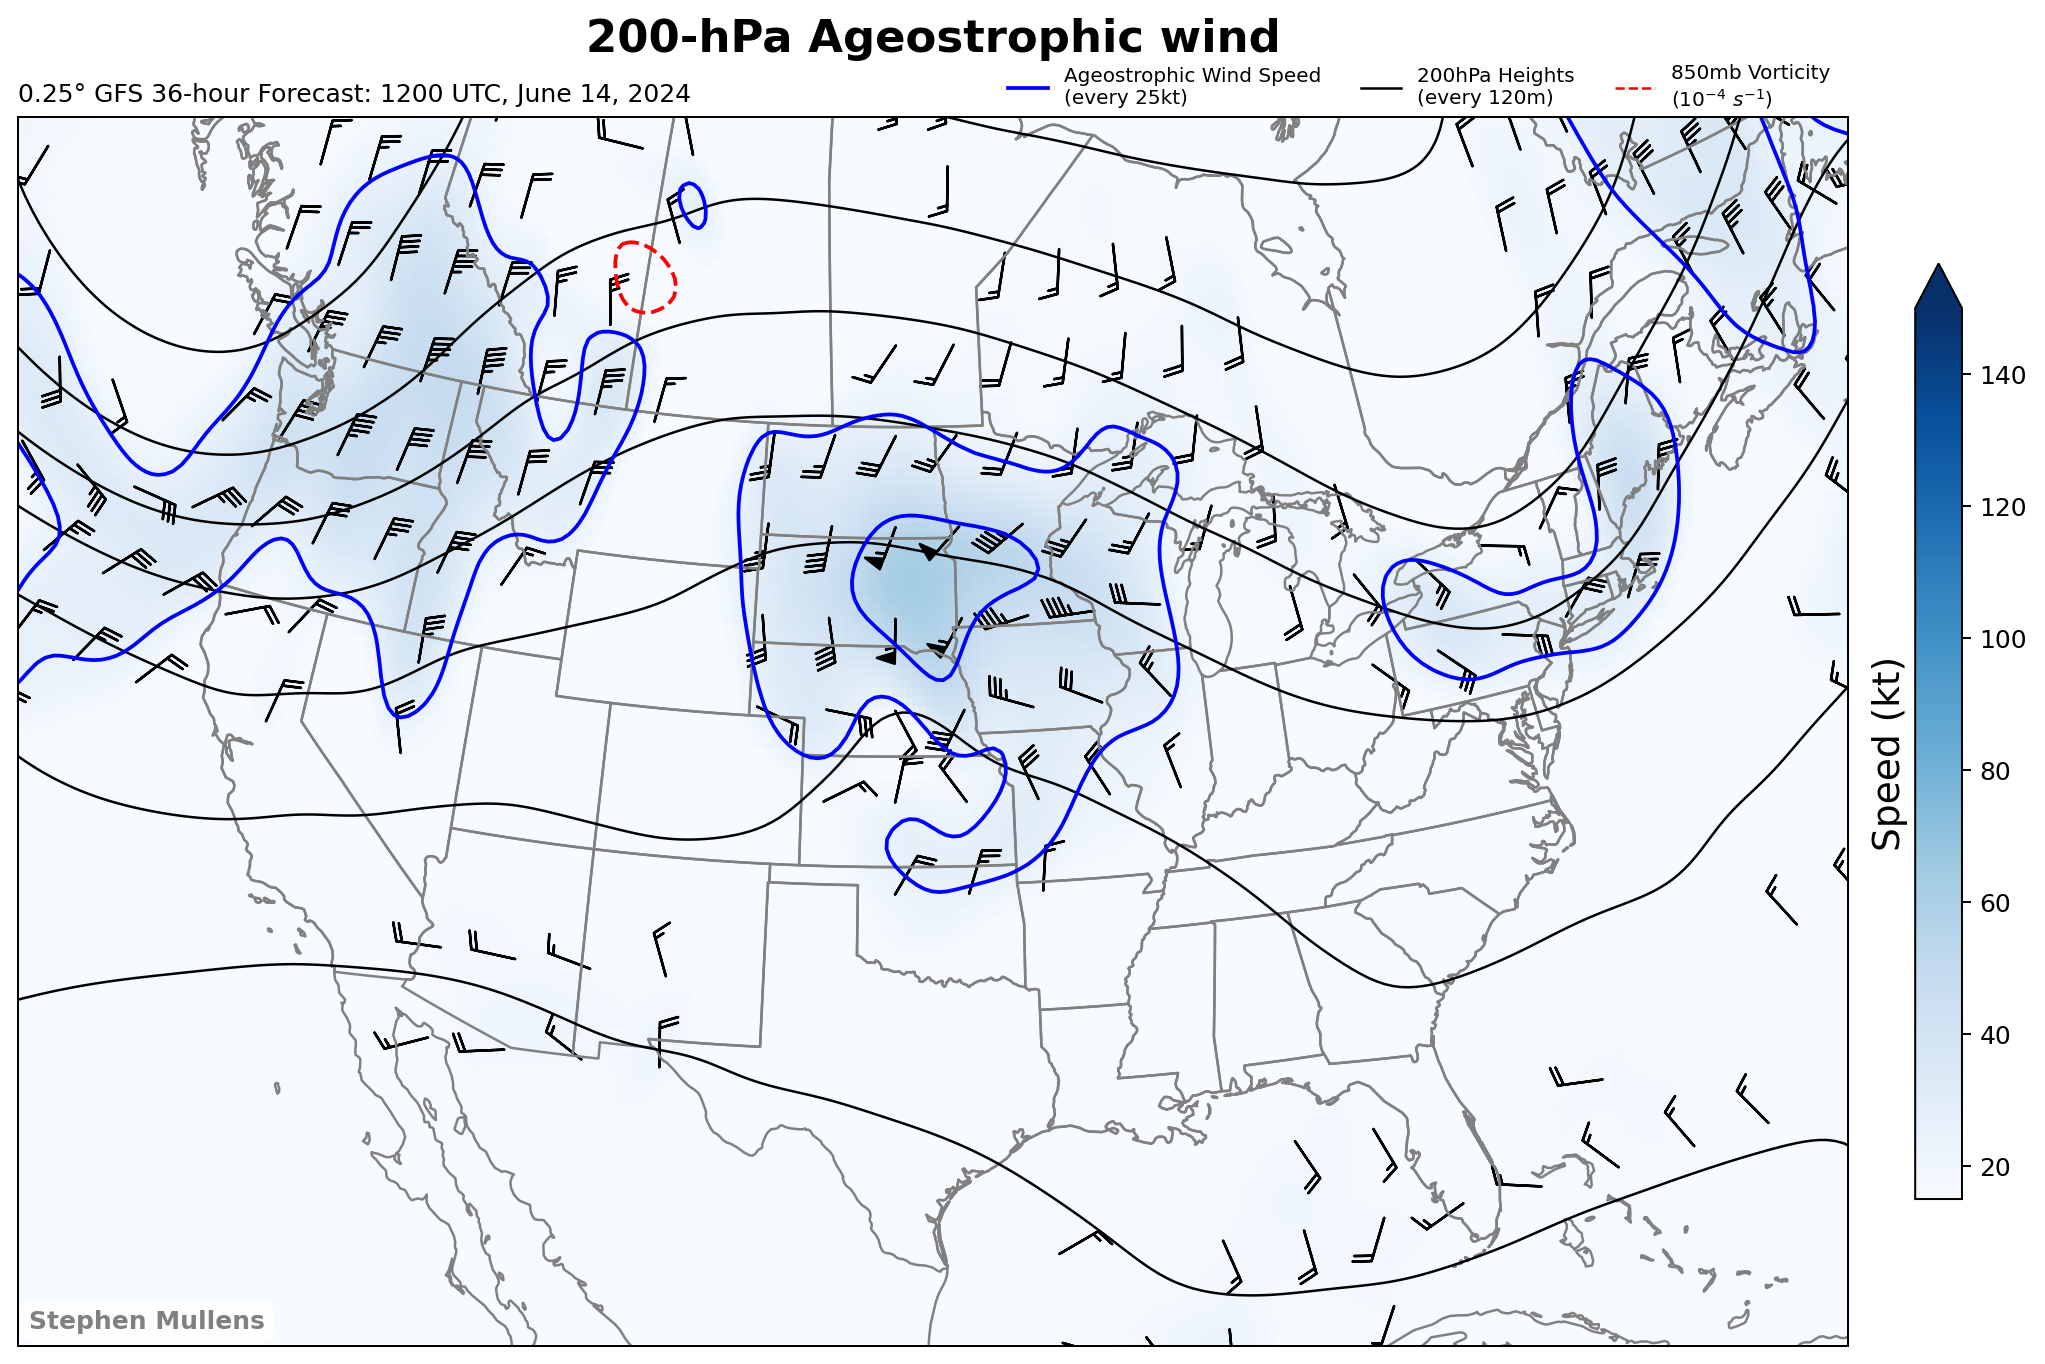 200-hPa Ageostrophic wind
0.25° GFS 36-hour Forecast: 1200 UTC, June 14, 2024
Ageostrophic Wind Speed
(every 25kt)
200hPa Heights
(every 120m)
850mb Vorticity
(10⁻⁴ s⁻¹)
140
120
100
80
60
40
20
Speed (kt)
Stephen Mullens